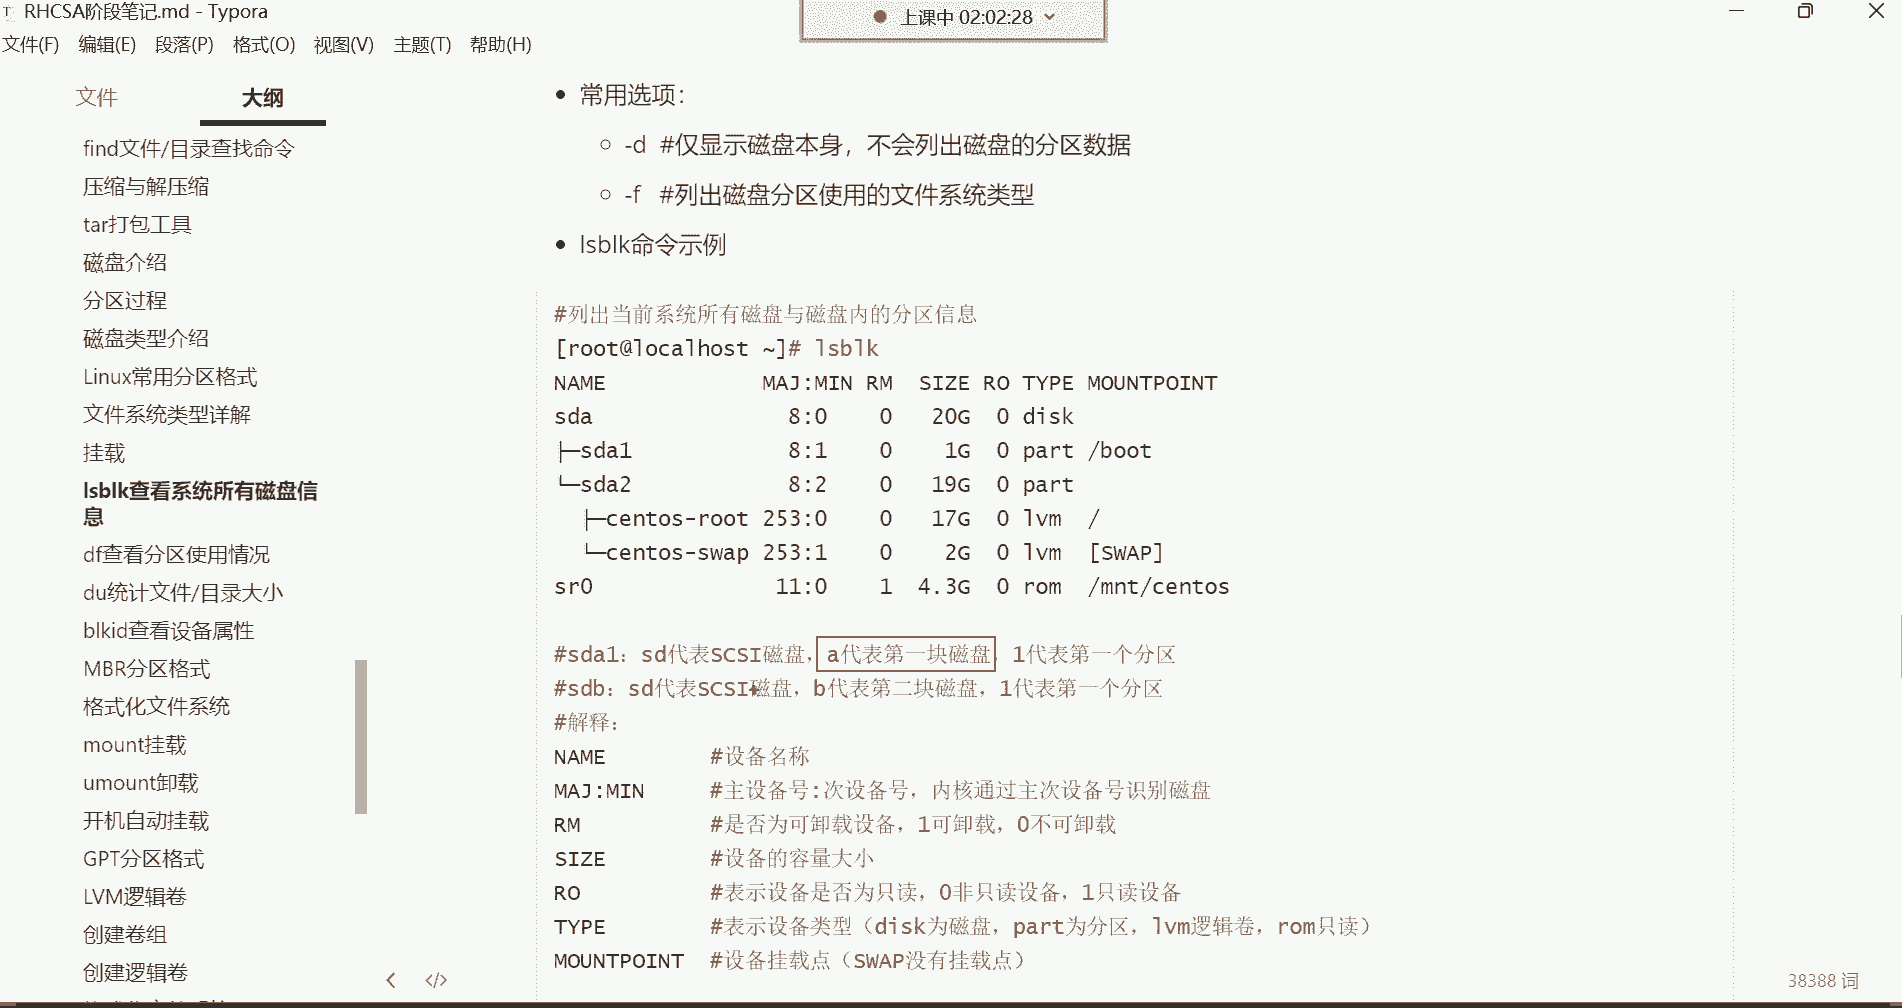 RHCSA阶段笔记.md - Typora
上课中 02:02:28
文件(F) 编辑(E) 段落(P) 格式(O) 视图(V) 主题(T) 帮助(H)
文件 大纲
find文件/目录查找命令
压缩与解压缩
tar打包工具
磁盘介绍
分区过程
磁盘类型介绍
Linux常用分区格式
文件系统类型详解
挂载
lsblk查看系统所有磁盘信
息
df查看分区使用情况
du统计文件/目录大小
blkid查看设备属性
MBR分区格式
格式化文件系统
mount挂载
umount卸载
开机自动挂载
GPT分区格式
LVM逻辑卷
创建卷组
创建逻辑卷
常用选项：
-d #仅显示磁盘本身，不会列出磁盘的分区数据
-f #列出磁盘分区使用的文件系统类型
lsblk命令示例
#列出当前系统所有磁盘与磁盘内的分区信息
[root@localhost ~]# lsblk
NAME            MAJ:MIN RM  SIZE RO TYPE MOUNTPOINT
sda               8:0    0   20G  0 disk
├─sda1            8:1    0    1G  0 part /boot
└─sda2            8:2    0   19G  0 part
  ├─centos-root 253:0    0   17G  0 lvm  /
  └─centos-swap 253:1    0    2G  0 lvm  [SWAP]
sr0              11:0    1  4.3G  0 rom  /mnt/centos
#sda1：sd代表SCSI磁盘，a代表第一块磁盘，1代表第一个分区
#sdb：sd代表SCSI磁盘，b代表第二块磁盘，1代表第一个分区
#解释：
NAME #设备名称
MAJ:MIN #主设备号:次设备号，内核通过主次设备号识别磁盘
RM #是否为可卸载设备，1可卸载，0不可卸载
SIZE #设备的容量大小
RO #表示设备是否为只读，0非只读设备，1只读设备
TYPE #表示设备类型（disk为磁盘，part为分区，lvm逻辑卷，rom只读）
MOUNTPOINT #设备挂载点（SWAP没有挂载点）
38388 词